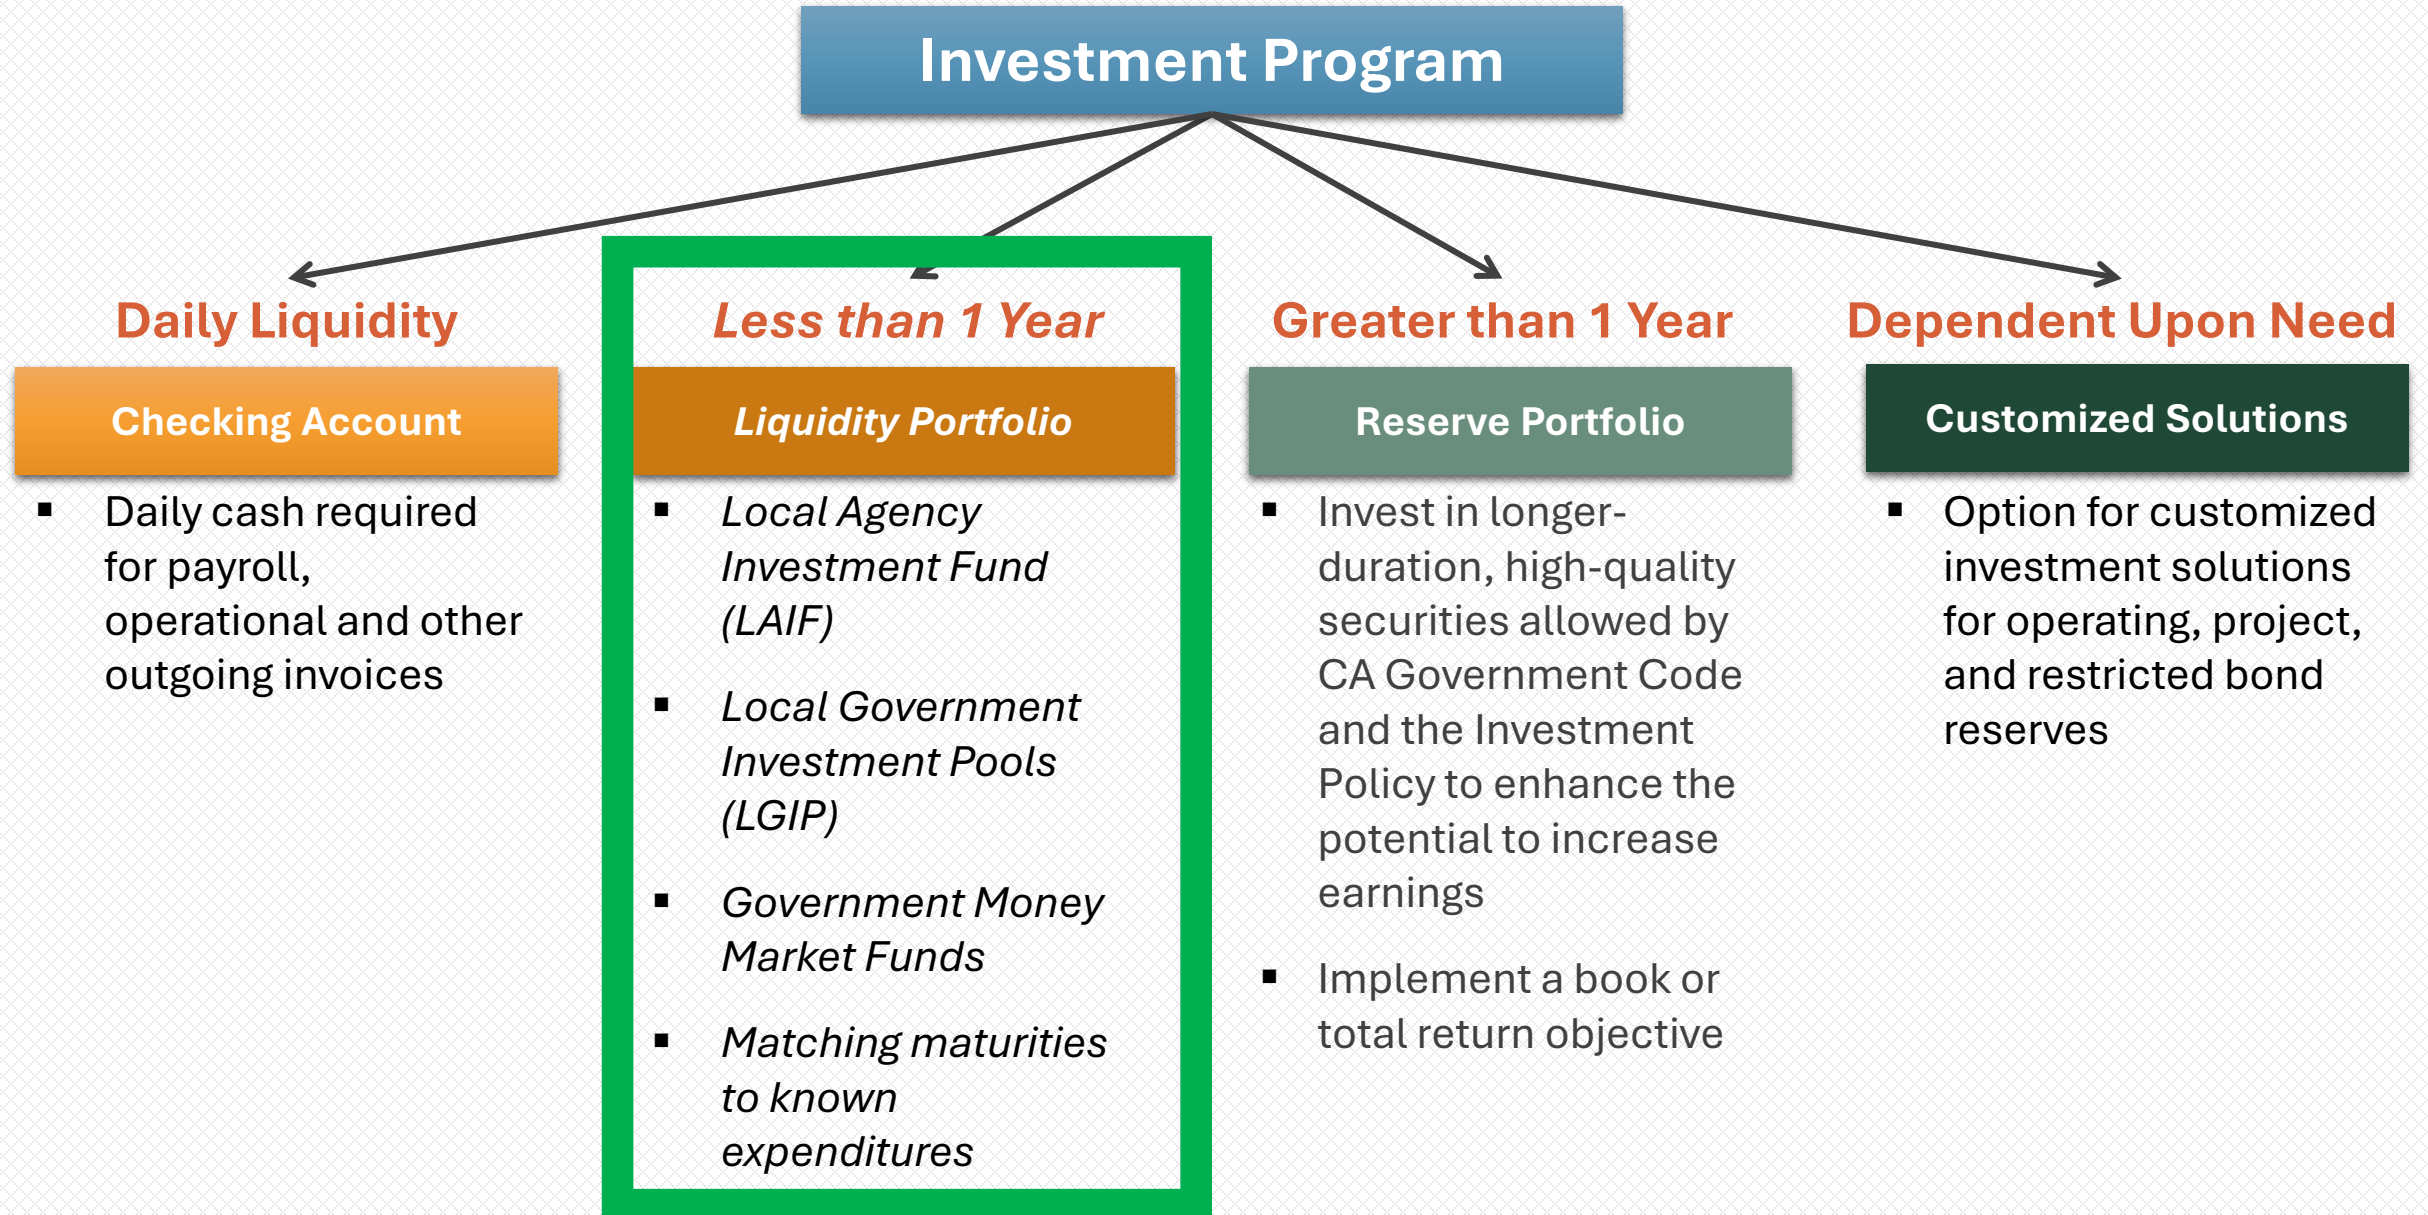 Investment Program
Daily Liquidity
Checking Account
▪ Daily cash required
for payroll,
operational and other
outgoing invoices
Less than 1 Year
Liquidity Portfolio
▪ Local Agency
Investment Fund
(LAIF)
▪ Local Government
Investment Pools
(LGIP)
▪ Government Money
Market Funds
▪ Matching maturities
to known
expenditures
Greater than 1 Year
Reserve Portfolio
▪ Invest in longer-
duration, high-quality
securities allowed by
CA Government Code
and the Investment
Policy to enhance the
potential to increase
earnings
▪ Implement a book or
total return objective
Dependent Upon Need
Customized Solutions
▪ Option for customized
investment solutions
for operating, project,
and restricted bond
reserves